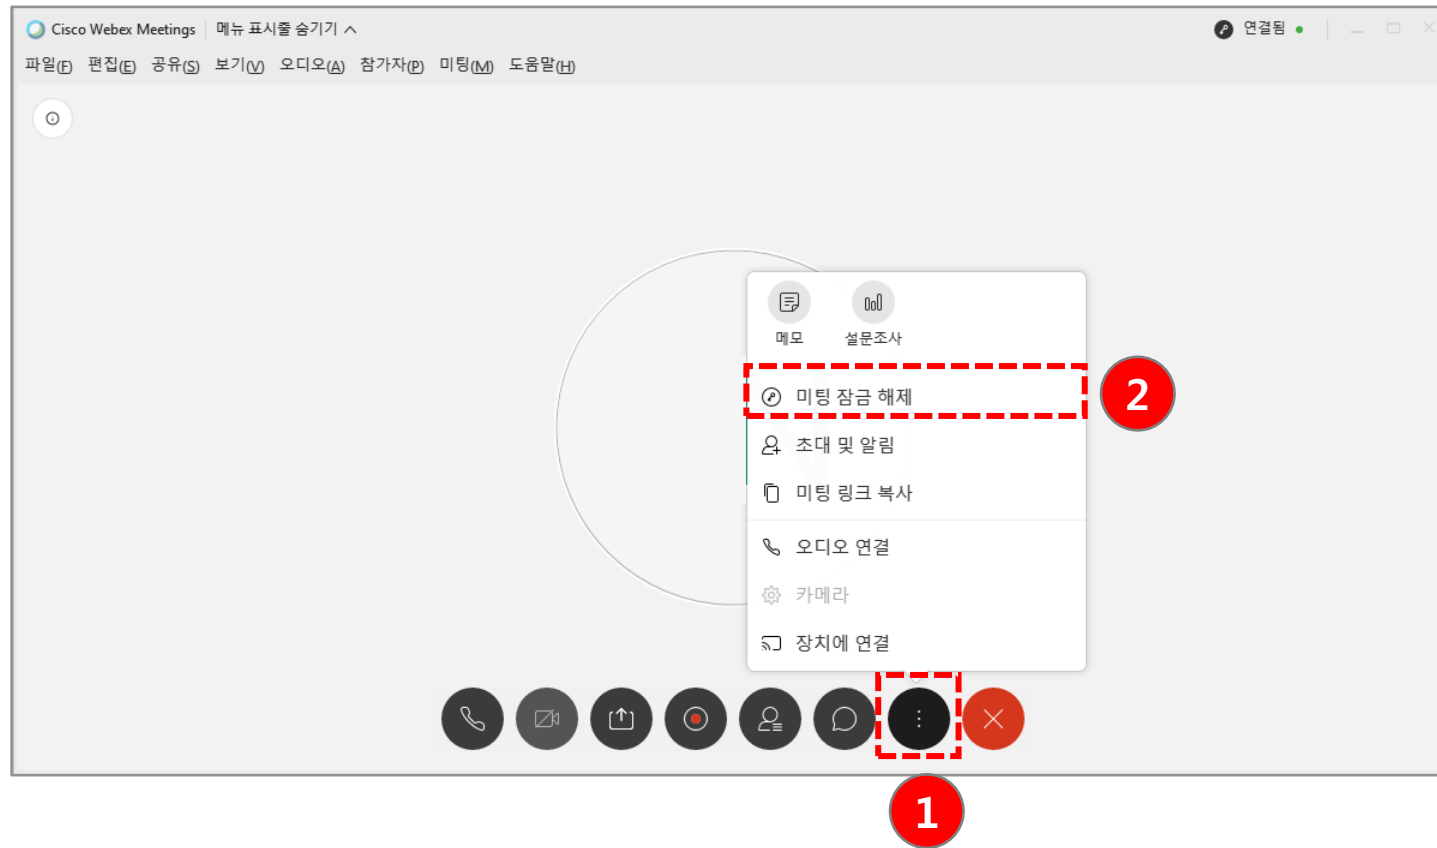 Cisco Webex Meetings 메뉴 표시줄 숨기기 연결됨
파일(F) 편집(E) 공유(S) 보기(V) 오디오(A) 참가자(P) 미팅(M) 도움말(H)
메모 설문조사
미팅 잠금 해제 2
초대 및 알림
미팅 링크 복사
오디오 연결
카메라
장치에 연결
1